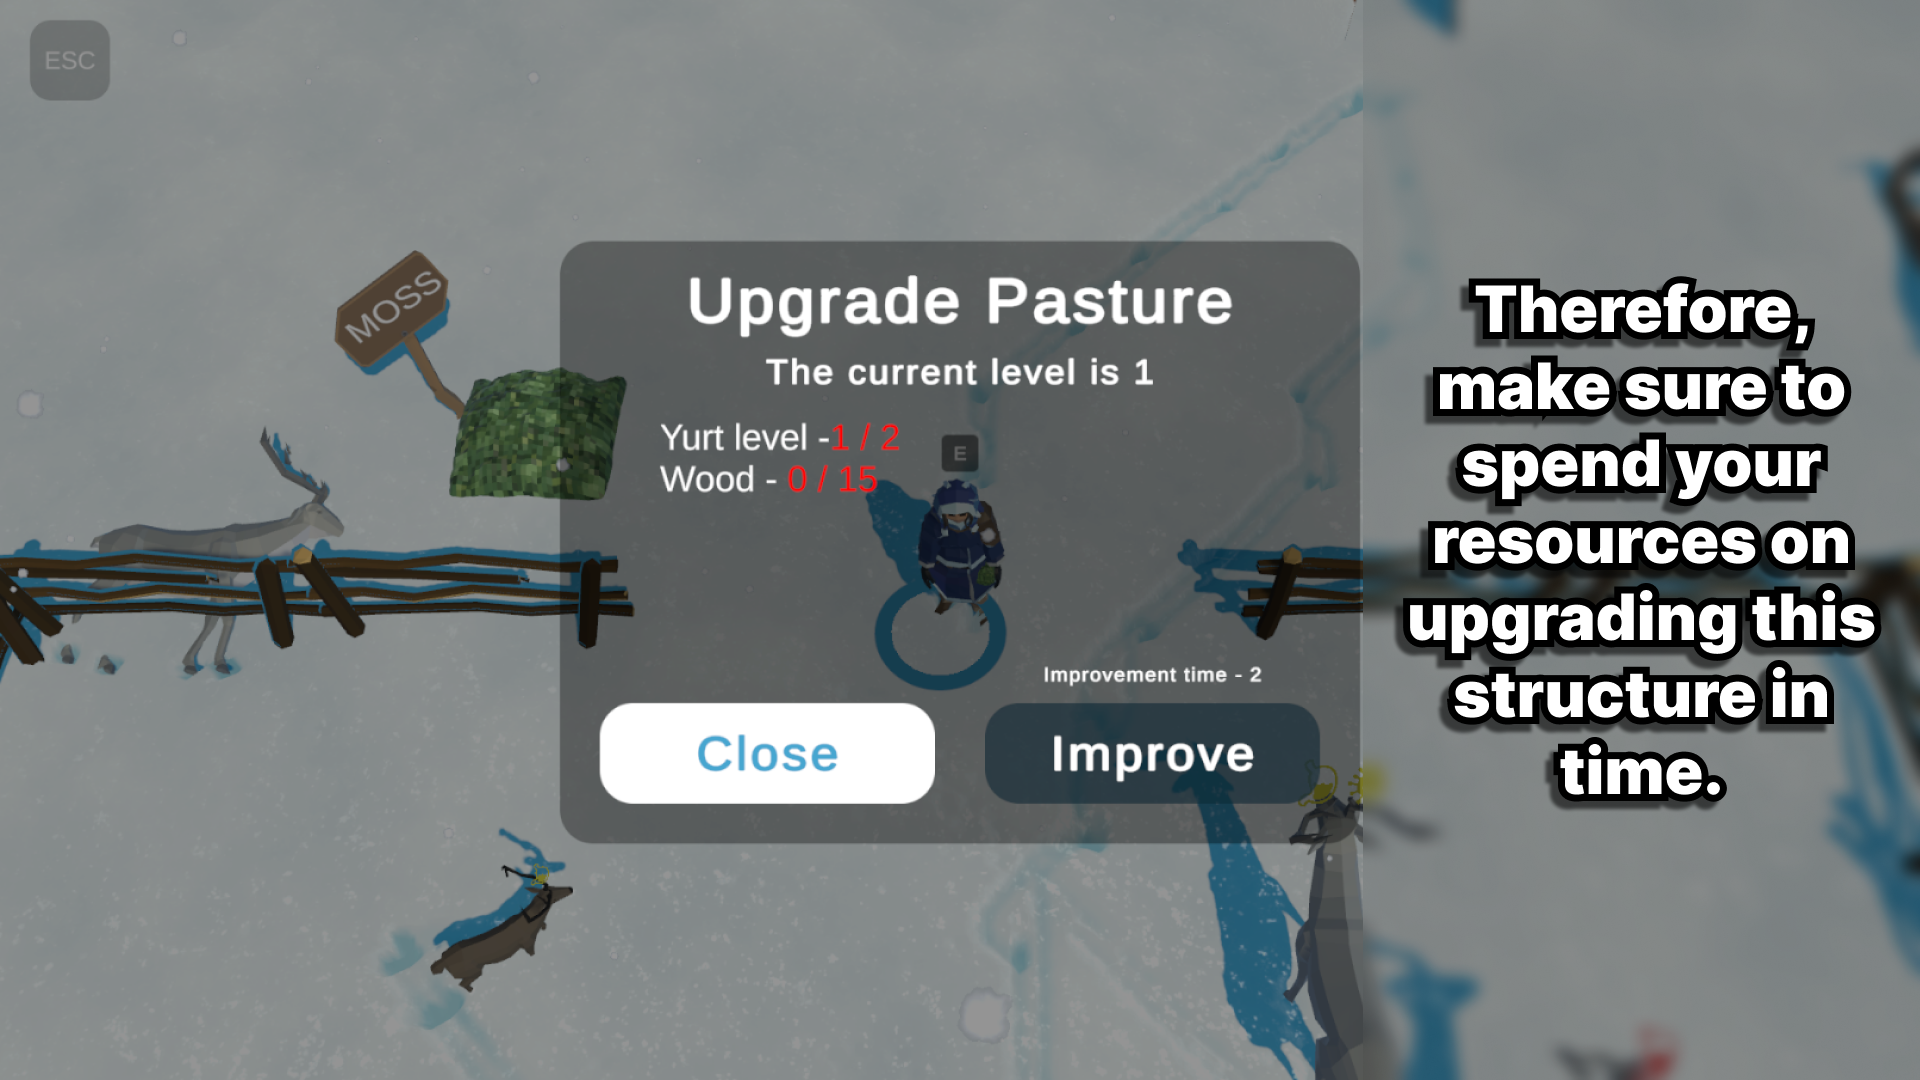 ESC
MOSS
Upgrade Pasture
The current level is 1
Yurt level -1 / 2
Wood - 0 / 15
E
Improvement time - 2
Close
Improve
Therefore,
make sure to
spend your
resources on
upgrading this
structure in
time.